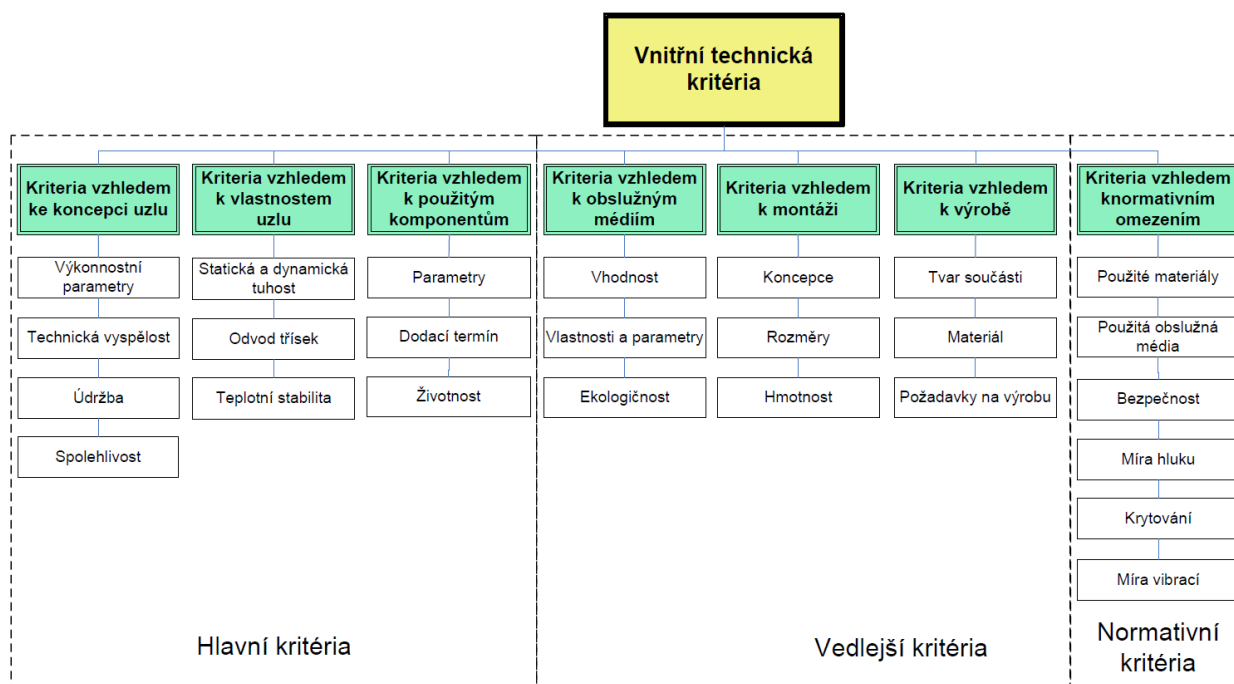 Vnitřní technická
kritéria
Kriteria vzhledem
ke koncepci uzlu
Výkonnostní
parametry
Technická vyspělost
Údržba
Spolehlivost
Kriteria vzhledem
k vlastnostem
uzlu
Statická a dynamická
tuhost
Odvod třísek
Teplotní stabilita
Kriteria vzhledem
k použitým
komponentům
Parametry
Dodací termín
Životnost
Hlavní kritéria
Kriteria vzhledem
k obslužným
médiím
Vhodnost
Vlastnosti a parametry
Ekologičnost
Kriteria vzhledem
k montáži
Koncepce
Rozměry
Hmotnost
Kriteria vzhledem
k výrobě
Tvar součásti
Materiál
Požadavky na výrobu
Vedlejší kritéria
Kriteria vzhledem
knormativním
omezením
Použité materiály
Použitá obslužná
média
Bezpečnost
Míra hluku
Krytování
Míra vibrací
Normativní
kritéria